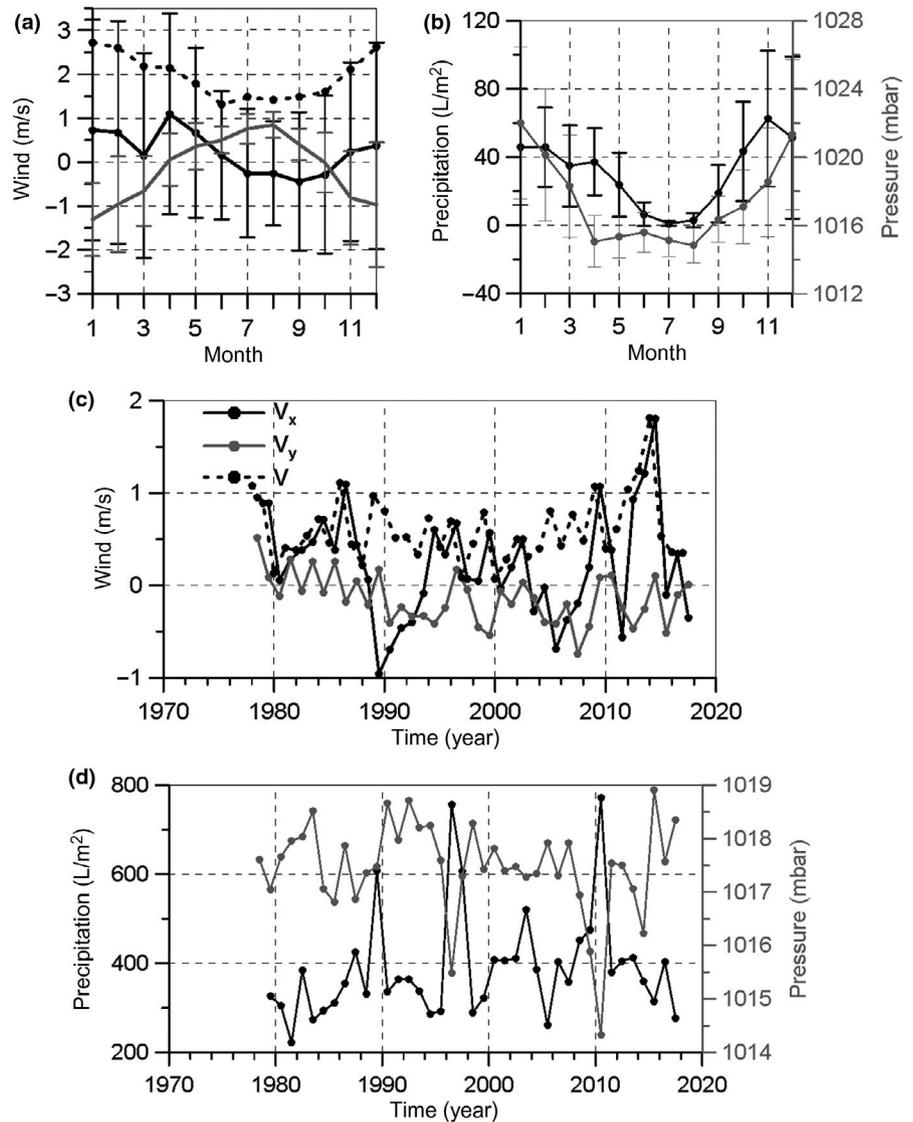 (a)
3
2
1
0
−1
−2
−3
Wind (m/s)
1 3 5 7 9 11
Month
(b)
120
80
40
0
−40
Precipitation (L/m²)
1028
1024
1020
1016
1012
Pressure (mbar)
1 3 5 7 9 11
Month
(c)
2
1
0
−1
Wind (m/s)
Vx
Vy
V
1970 1980 1990 2000 2010 2020
Time (year)
(d)
800
600
400
200
Precipitation (L/m²)
1019
1018
1017
1016
1015
1014
Pressure (mbar)
1970 1980 1990 2000 2010 2020
Time (year)